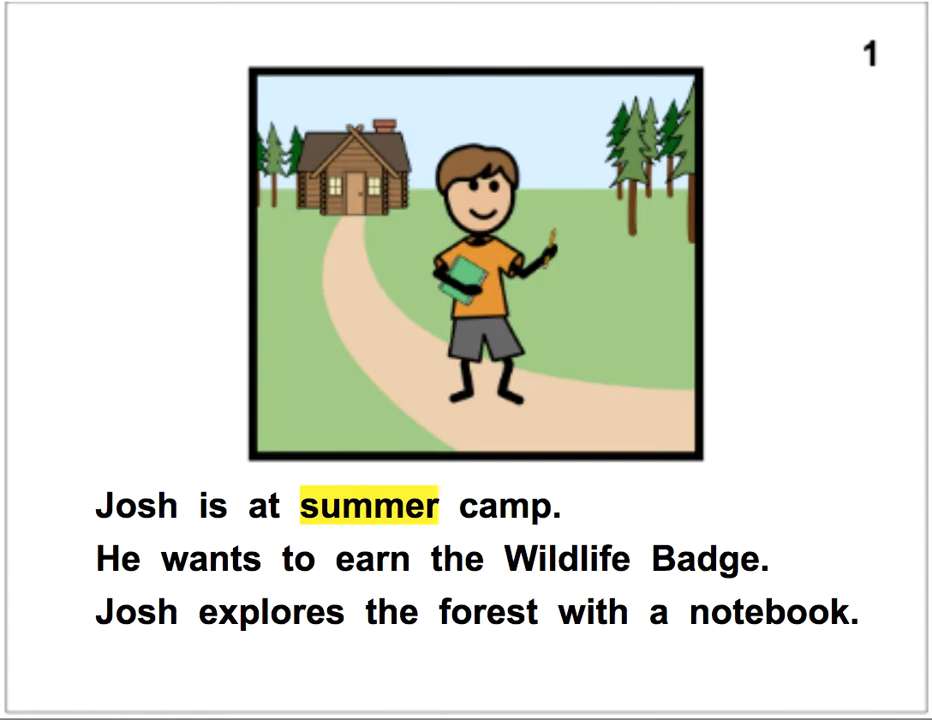 1
Josh is at summer camp.
He wants to earn the Wildlife Badge.
Josh explores the forest with a notebook.